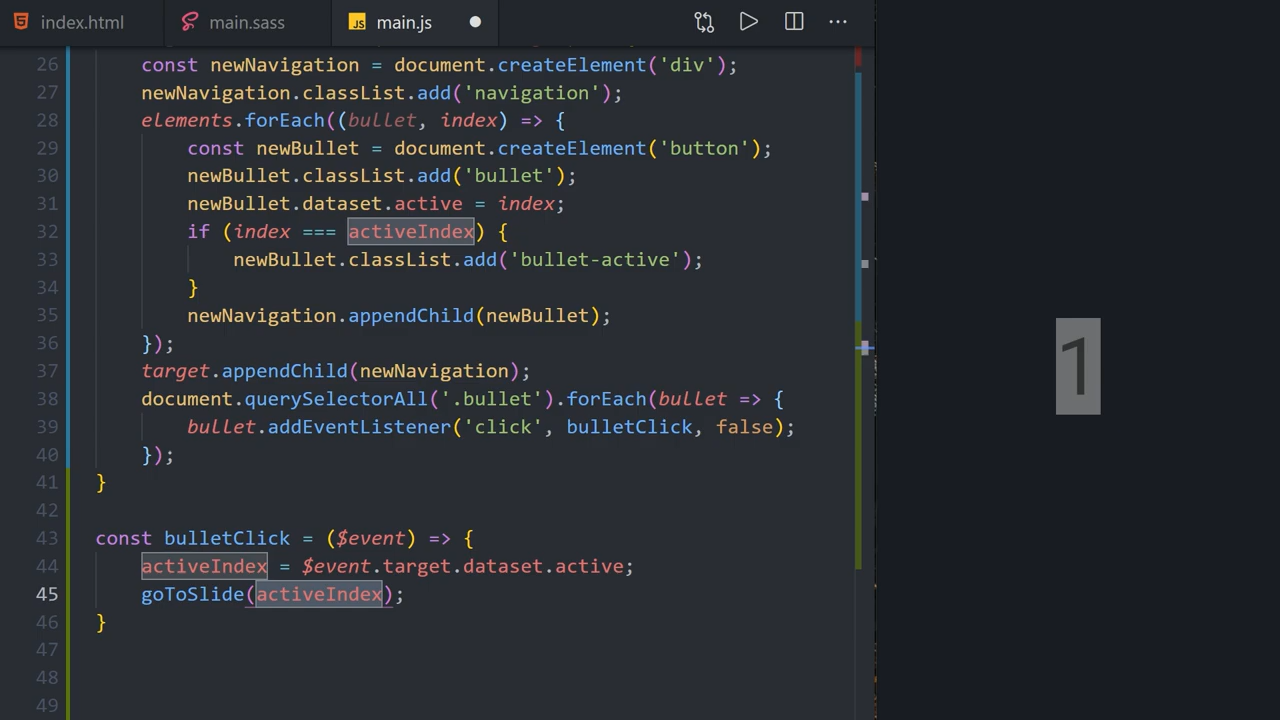 index.html
main.sass
JS main.js
26 const newNavigation = document.createElement('div');
27 newNavigation.classList.add('navigation');
28 elements.forEach((bullet, index) => {
29 const newBullet = document.createElement('button');
30 newBullet.classList.add('bullet');
31 newBullet.dataset.active = index;
32 if (index === activeIndex) {
33 newBullet.classList.add('bullet-active');
34 }
35 newNavigation.appendChild(newBullet);
36 });
37 target.appendChild(newNavigation);
38 document.querySelectorAll('.bullet').forEach(bullet => {
39 bullet.addEventListener('click', bulletClick, false);
40 });
41 }
42
43 const bulletClick = ($event) => {
44 activeIndex = $event.target.dataset.active;
45 goToSlide(activeIndex);
46 }
47
48
49
1